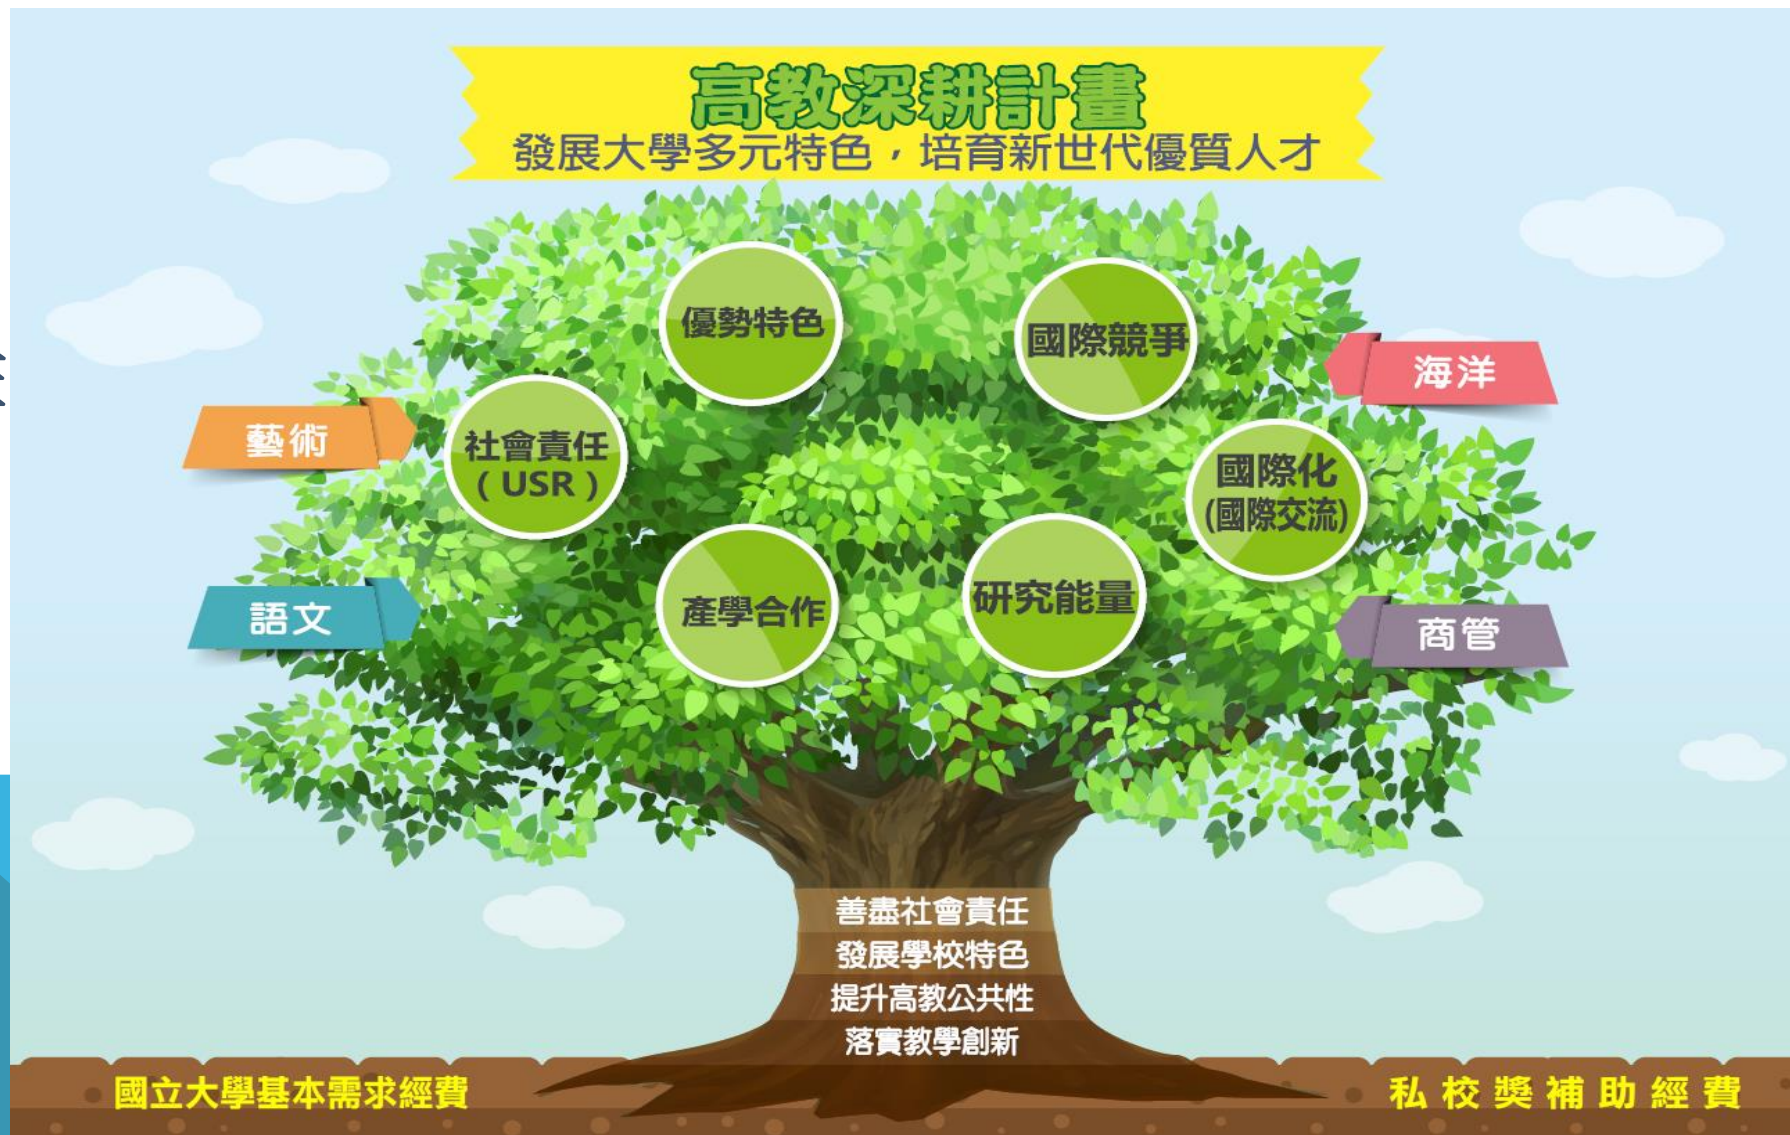 高教深耕計畫
發展大學多元特色，培育新世代優質人才
優勢特色
國際競爭
海洋
藝術
社會責任
（USR）
國際化
(國際交流)
語文
產學合作
研究能量
商管
善盡社會責任
發展學校特色
提升高教公共性
落實教學創新
國立大學基本需求經費
私校獎補助經費